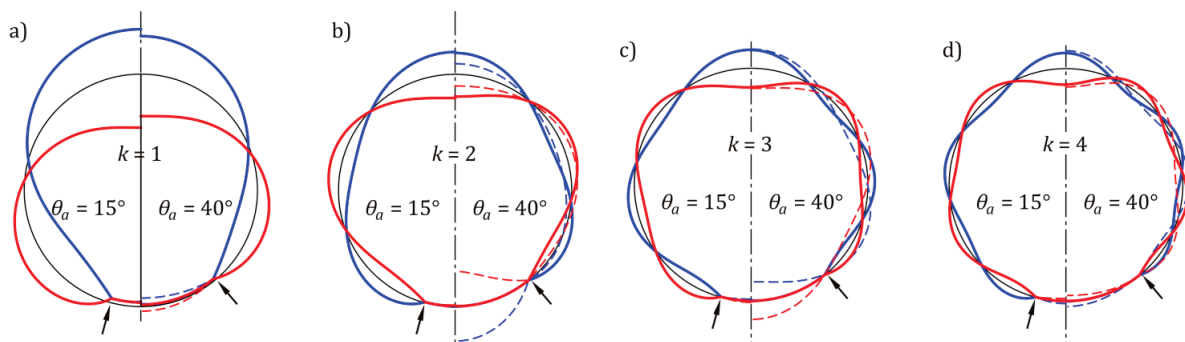 a)
k = 1
θa = 15°
θa = 40°
b)
k = 2
θa = 15°
θa = 40°
c)
k = 3
θa = 15°
θa = 40°
d)
k = 4
θa = 15°
θa = 40°